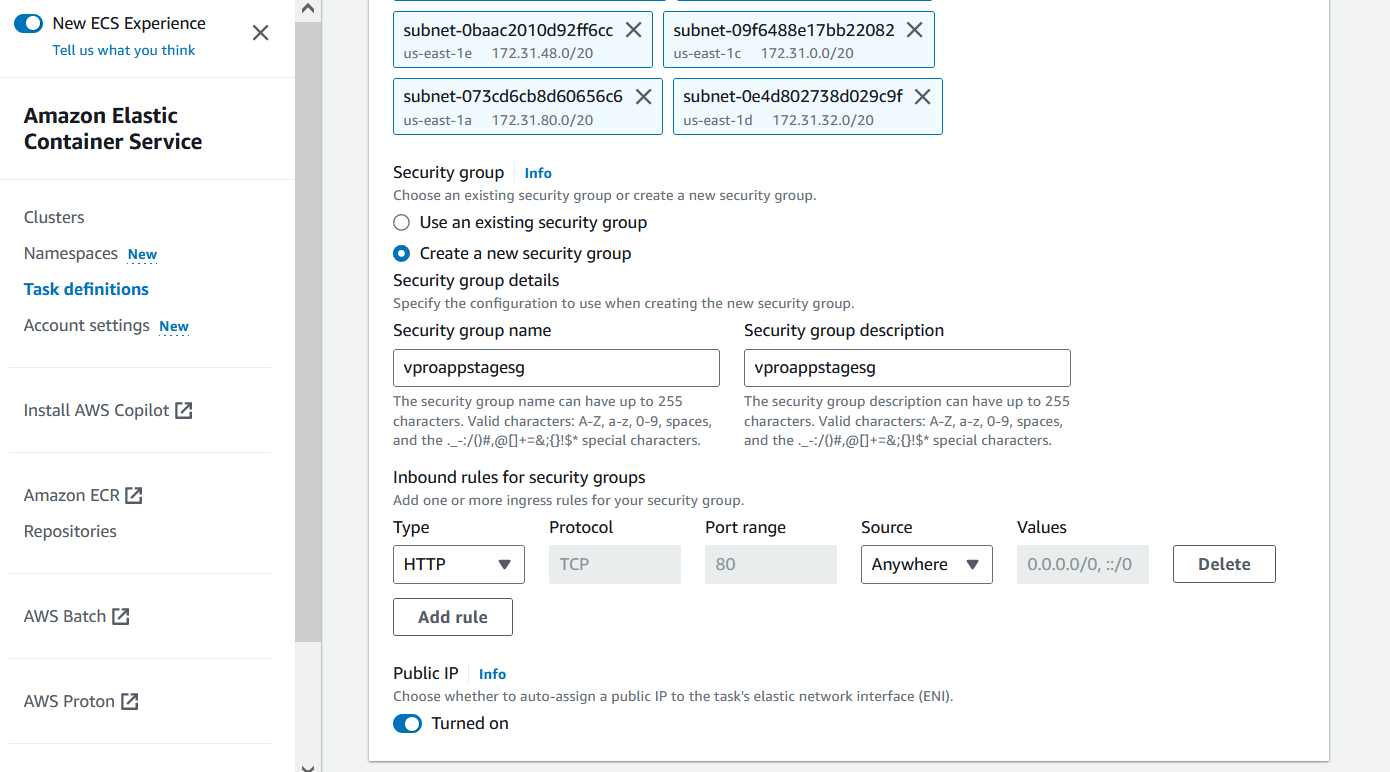 New ECS Experience
Tell us what you think
Amazon Elastic
Container Service
Clusters
Namespaces New
Task definitions
Account settings New
Install AWS Copilot
Amazon ECR
Repositories
AWS Batch
AWS Proton
subnet-0baac2010d92ff6cc
us-east-1e 172.31.48.0/20
subnet-09f6488e17bb22082
us-east-1c 172.31.0.0/20
subnet-073cd6cb8d60656c6
us-east-1a 172.31.80.0/20
subnet-0e4d802738d029c9f
us-east-1d 172.31.32.0/20
Security group Info
Choose an existing security group or create a new security group.
Use an existing security group
Create a new security group
Security group details
Specify the configuration to use when creating the new security group.
Security group name
vproappstagesg
The security group name can have up to 255
characters. Valid characters: A-Z, a-z, 0-9, spaces,
and the ._-:/()#,@[]+=&;{}!$* special characters.
Security group description
vproappstagesg
The security group description can have up to 255
characters. Valid characters: A-Z, a-z, 0-9, spaces,
and the ._-:/()#,@[]+=&;{}!$* special characters.
Inbound rules for security groups
Add one or more ingress rules for your security group.
Type Protocol Port range Source Values
HTTP TCP 80 Anywhere 0.0.0.0/0, ::/0 Delete
Add rule
Public IP Info
Choose whether to auto-assign a public IP to the task's elastic network interface (ENI).
Turned on